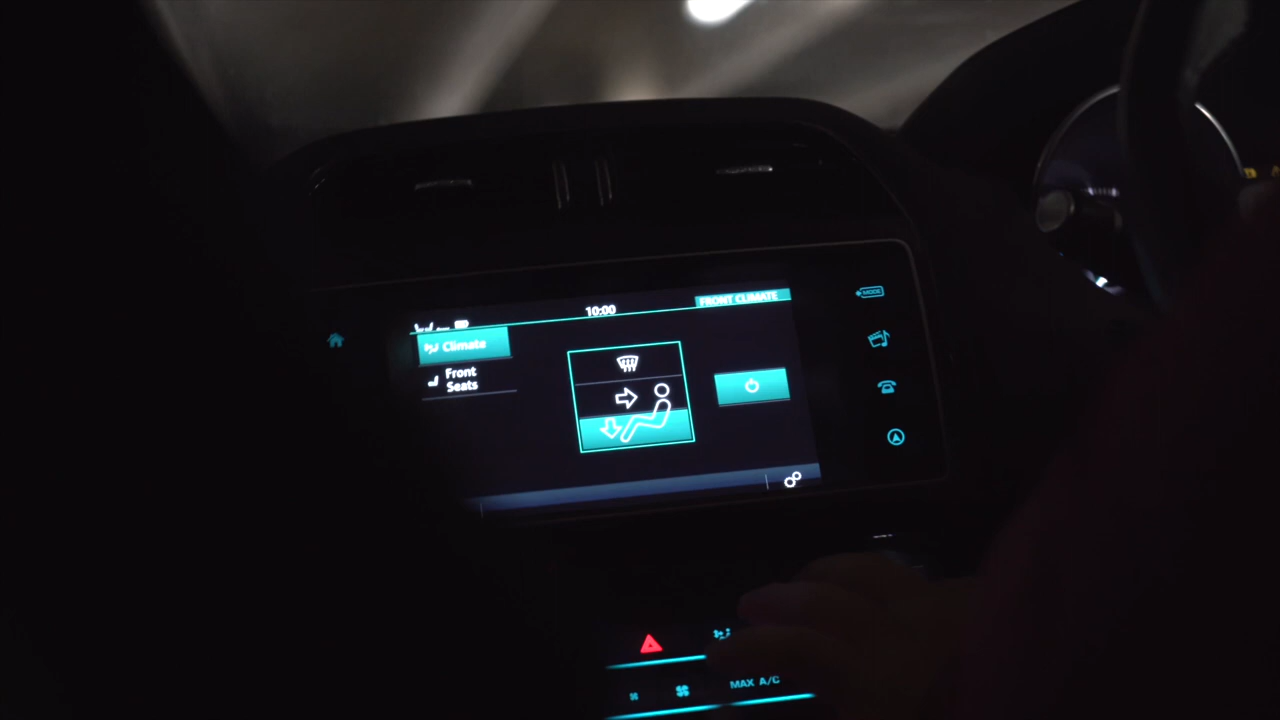 10:00
FRONT CLIMATE
Climate
Front
Seats
MODE
MAX A/C